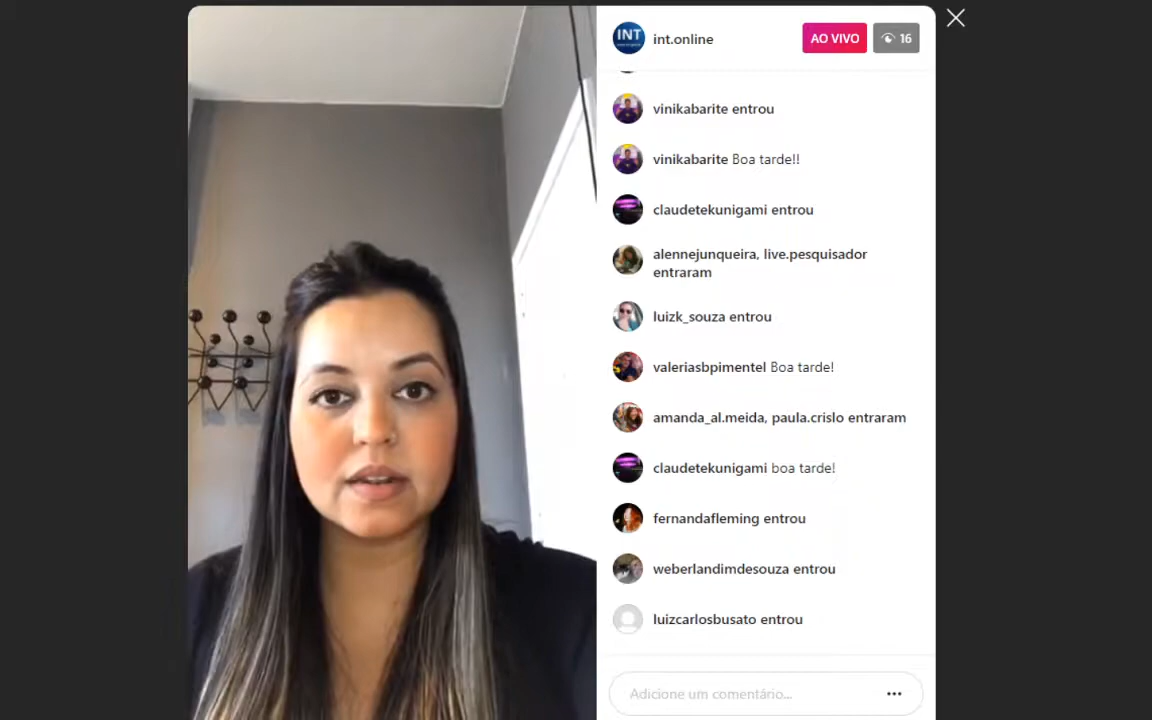 INT
int.online
AO VIVO
16
vinikabarite entrou
vinikabarite Boa tarde!!
claudetekunigami entrou
alennejunqueira, live.pesquisador
entraram
luizk_souza entrou
valeriasbpimentel Boa tarde!
amanda_al.meida, paula.crislo entraram
claudetekunigami boa tarde!
fernandafleming entrou
weberlandimdesouza entrou
luizcarlosbusato entrou
Adicione um comentário...